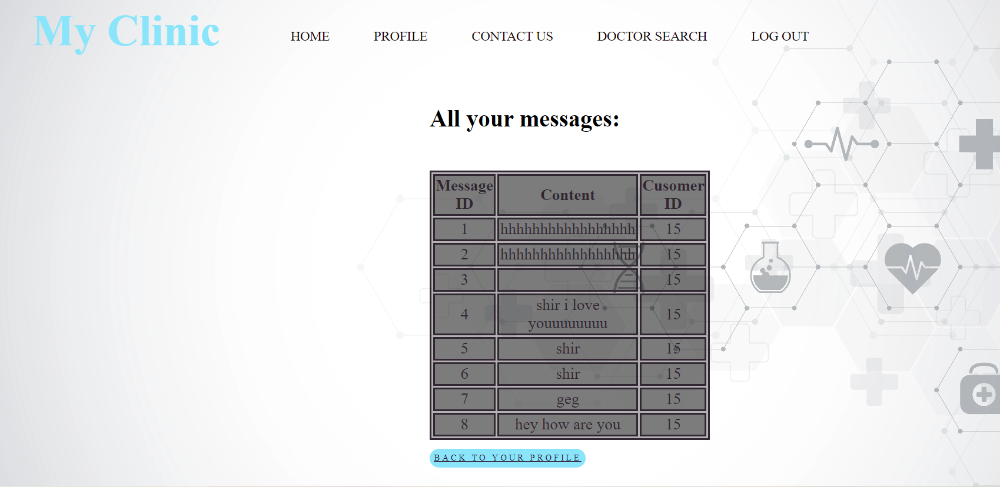 My Clinic
HOME PROFILE CONTACT US DOCTOR SEARCH LOG OUT
All your messages:
Message ID Content Cusomer ID
1 hhhhhhhhhhhhhhhhh 15
2 hhhhhhhhhhhhhhhhh 15
3 15
4 shir i love youuuuuuuu 15
5 shir 15
6 shir 15
7 geg 15
8 hey how are you 15
BACK TO YOUR PROFILE